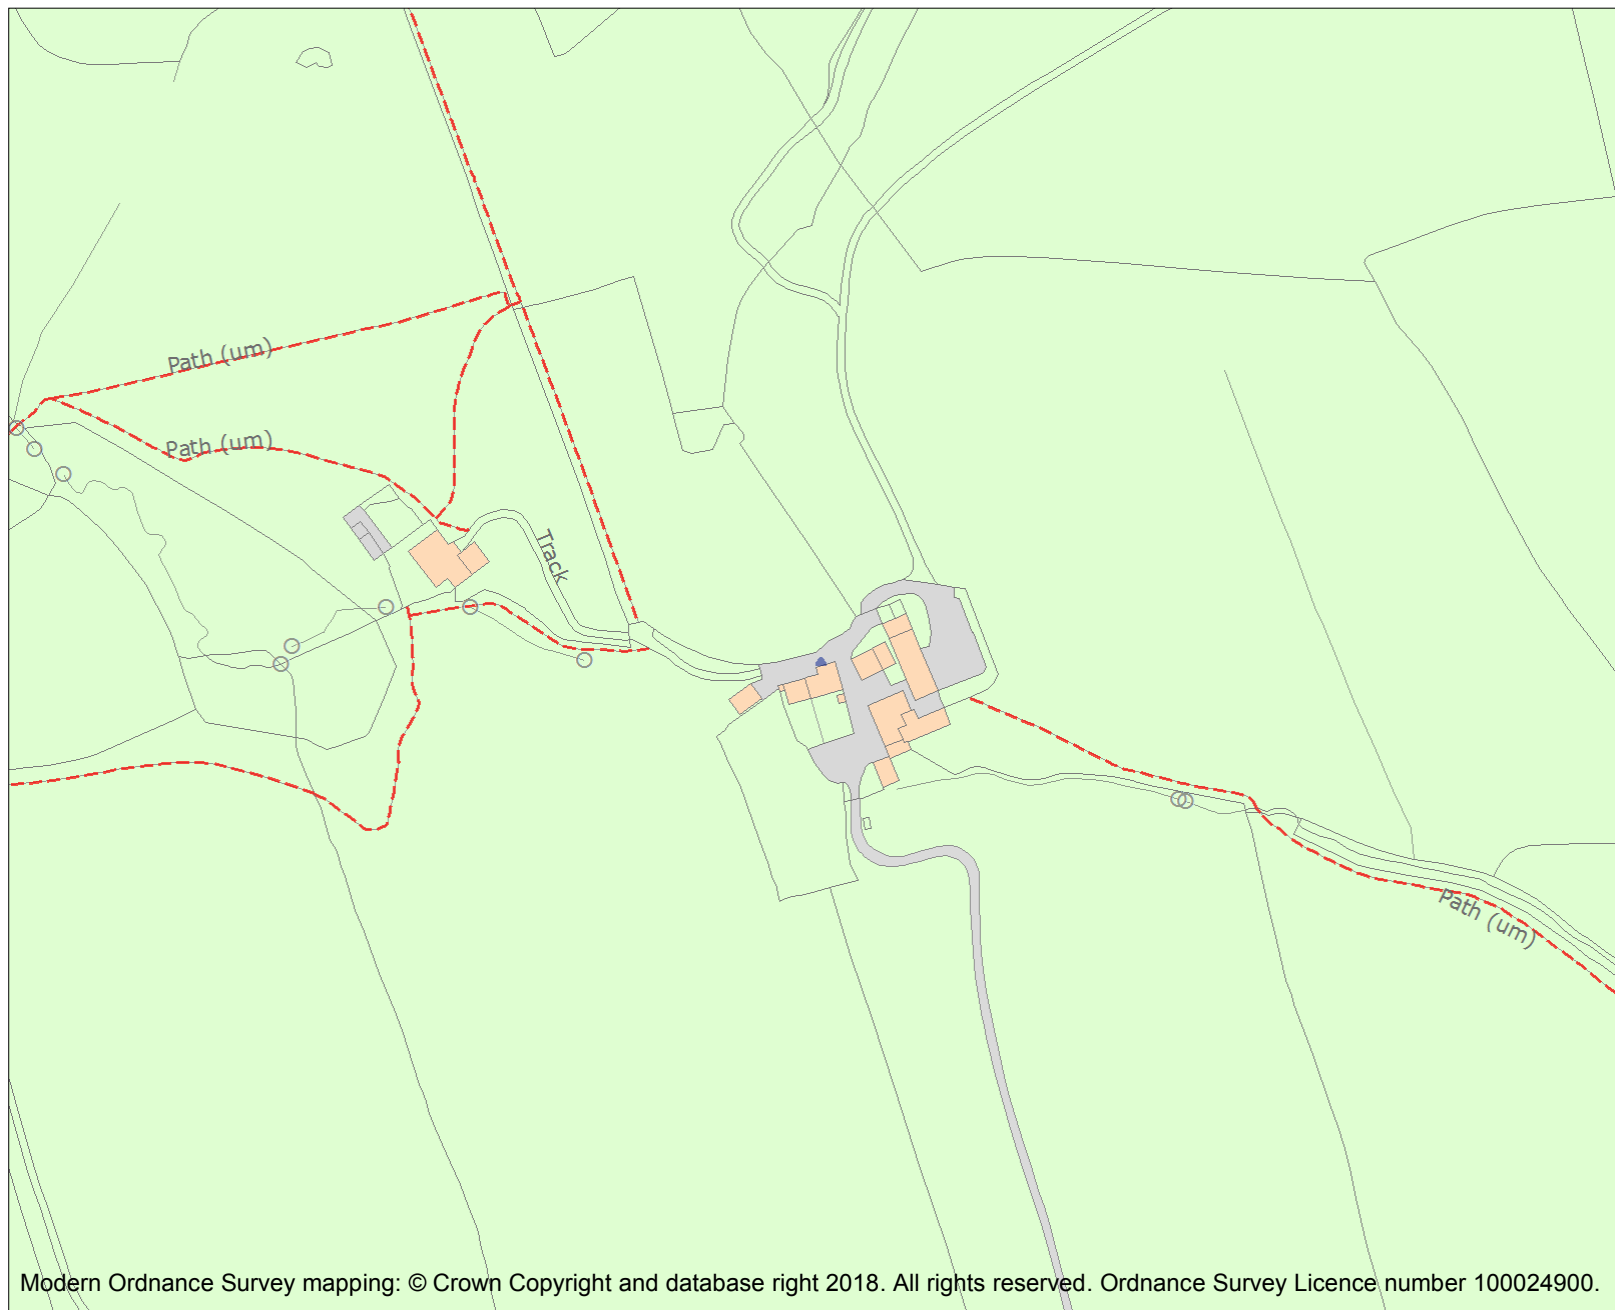 Path (um)
Path (um)
Track
Path (um)
Modern Ordnance Survey mapping: © Crown Copyright and database right 2018. All rights reserved. Ordnance Survey Licence number 100024900.